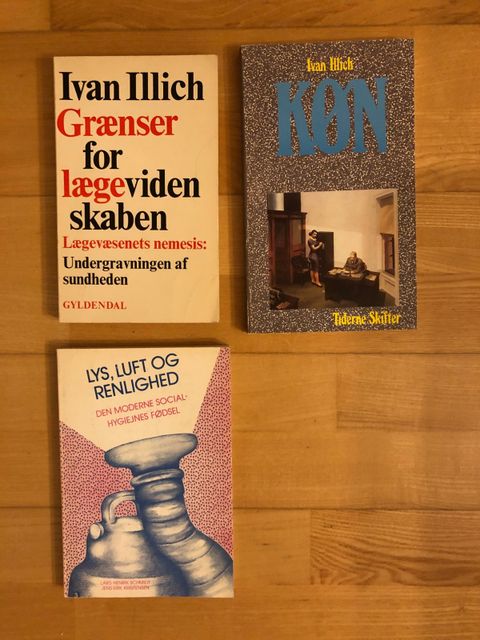 Ivan Illich
Grænser
for
lægeviden
skaben
Lægevæsenets nemesis:
Undergravningen af
sundheden
GYLDENDAL
Ivan Illich
KØN
Tiderne Skifter
LYS, LUFT OG
RENLIGHED
DEN MODERNE SOCIAL-
HYGIEJNES FØDSEL
LARS-HENRIK SCHMIDT
JENS ERIK KRISTENSEN